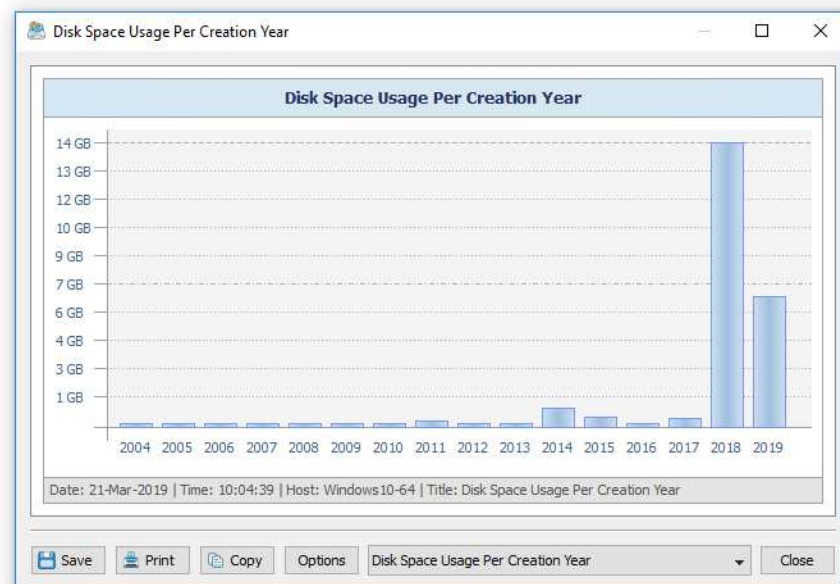 Disk Space Usage Per Creation Year
Disk Space Usage Per Creation Year
14 GB
13 GB
12 GB
10 GB
9 GB
7 GB
6 GB
4 GB
3 GB
1 GB
2004 2005 2006 2007 2008 2009 2010 2011 2012 2013 2014 2015 2016 2017 2018 2019
Date: 21-Mar-2019 | Time: 10:04:39 | Host: Windows10-64 | Title: Disk Space Usage Per Creation Year
Save Print Copy Options Disk Space Usage Per Creation Year Close